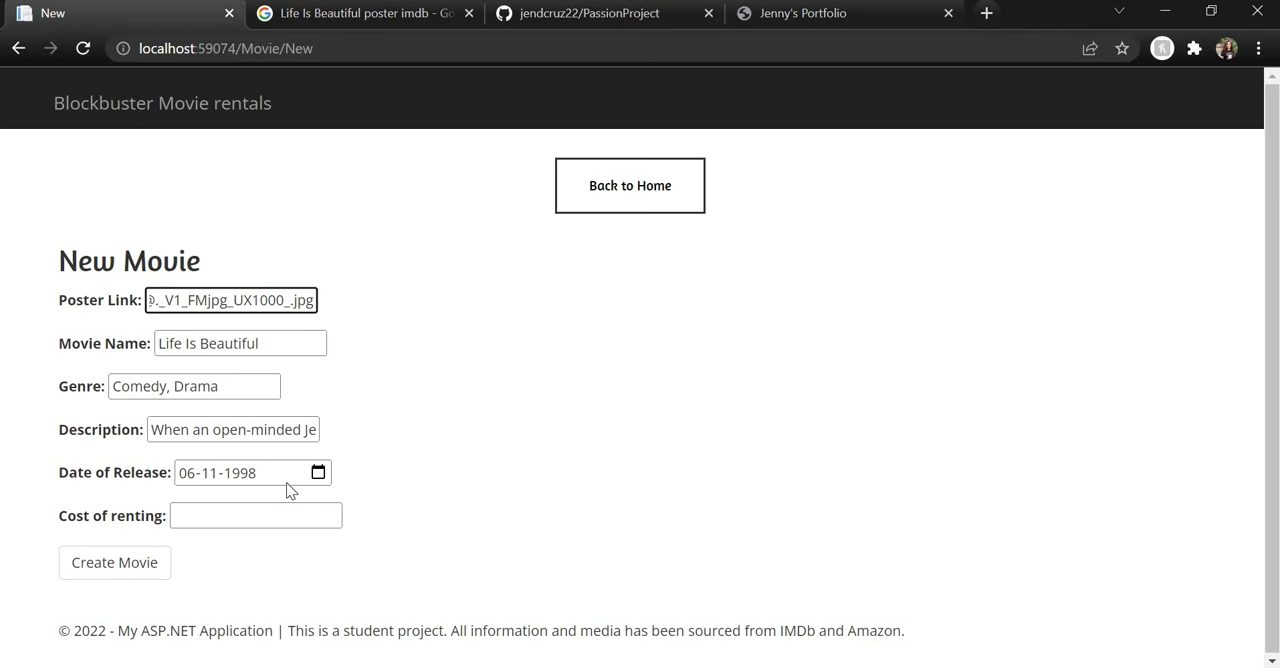 New
Life Is Beautiful poster imdb - Go
jendcruz22/PassionProject
Jenny's Portfolio
localhost:59074/Movie/New
Blockbuster Movie rentals
Back to Home
New Movie
Poster Link: ._V1_FMjpg_UX1000_.jpg
Movie Name: Life Is Beautiful
Genre: Comedy, Drama
Description: When an open-minded Je
Date of Release: 06-11-1998
Cost of renting:
Create Movie
© 2022 - My ASP.NET Application | This is a student project. All information and media has been sourced from IMDb and Amazon.